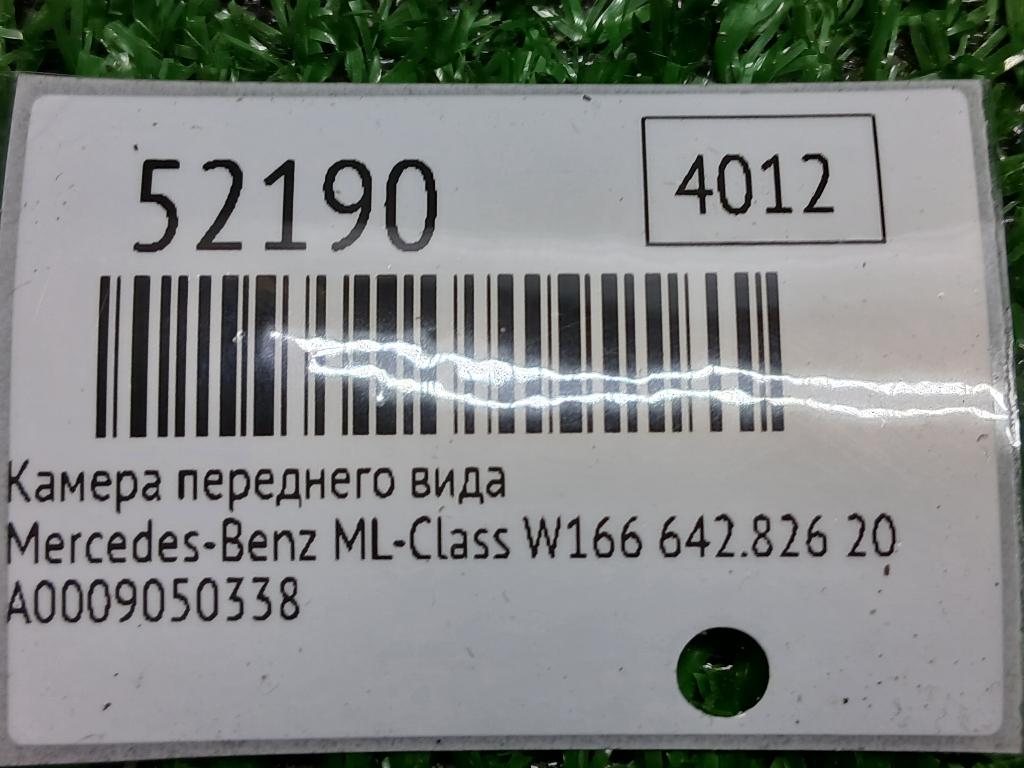 52190
4012
Камера переднего вида
Mercedes-Benz ML-Class W166 642.826 20
A0009050338